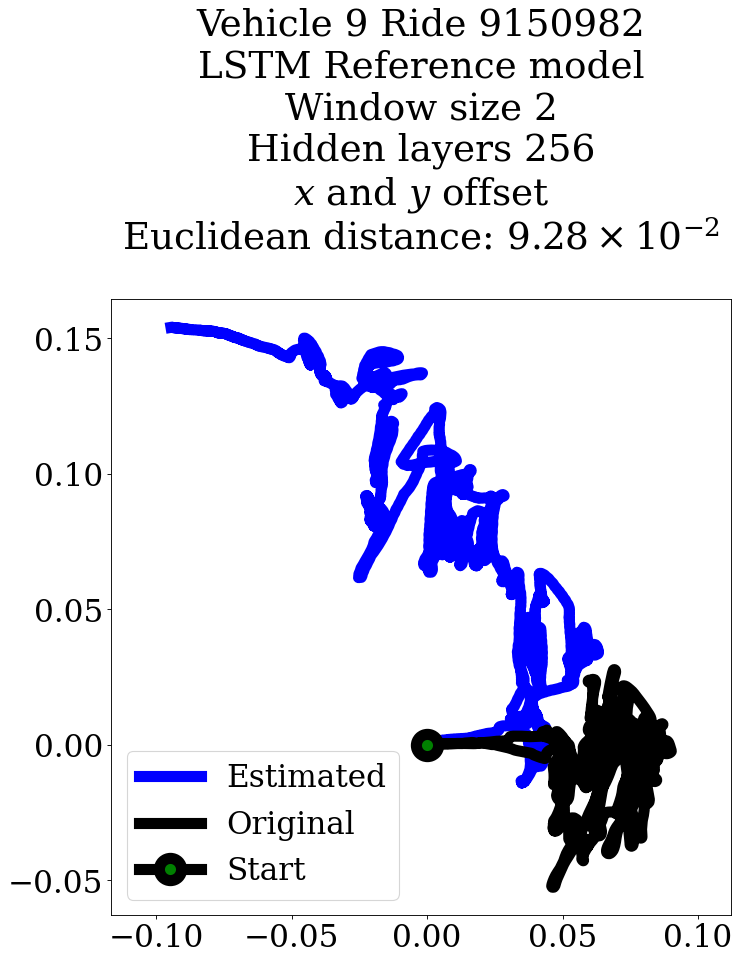 Vehicle 9 Ride 9150982
LSTM Reference model
Window size 2
Hidden layers 256
x and y offset
Euclidean distance: 9.28 × 10⁻²
0.15
0.10
0.05
0.00
−0.05
Estimated
Original
Start
−0.10
−0.05
0.00
0.05
0.10